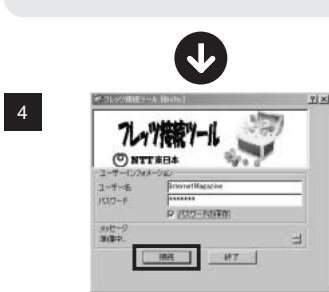 4
フレッツ接続ツール
フレッツ接続ツール
NTT東日本
ユーザーインフォメーション
ユーザー名
InternetMagazine
パスワード
*******
パスワードの保存
メッセージ
準備中..
接続
終了